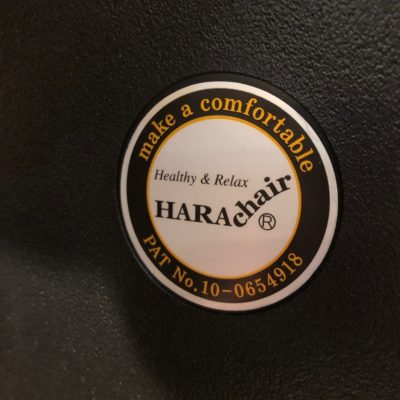 make a comfortable
Healthy & Relax
HARAchair®
PAT No.10-0654918